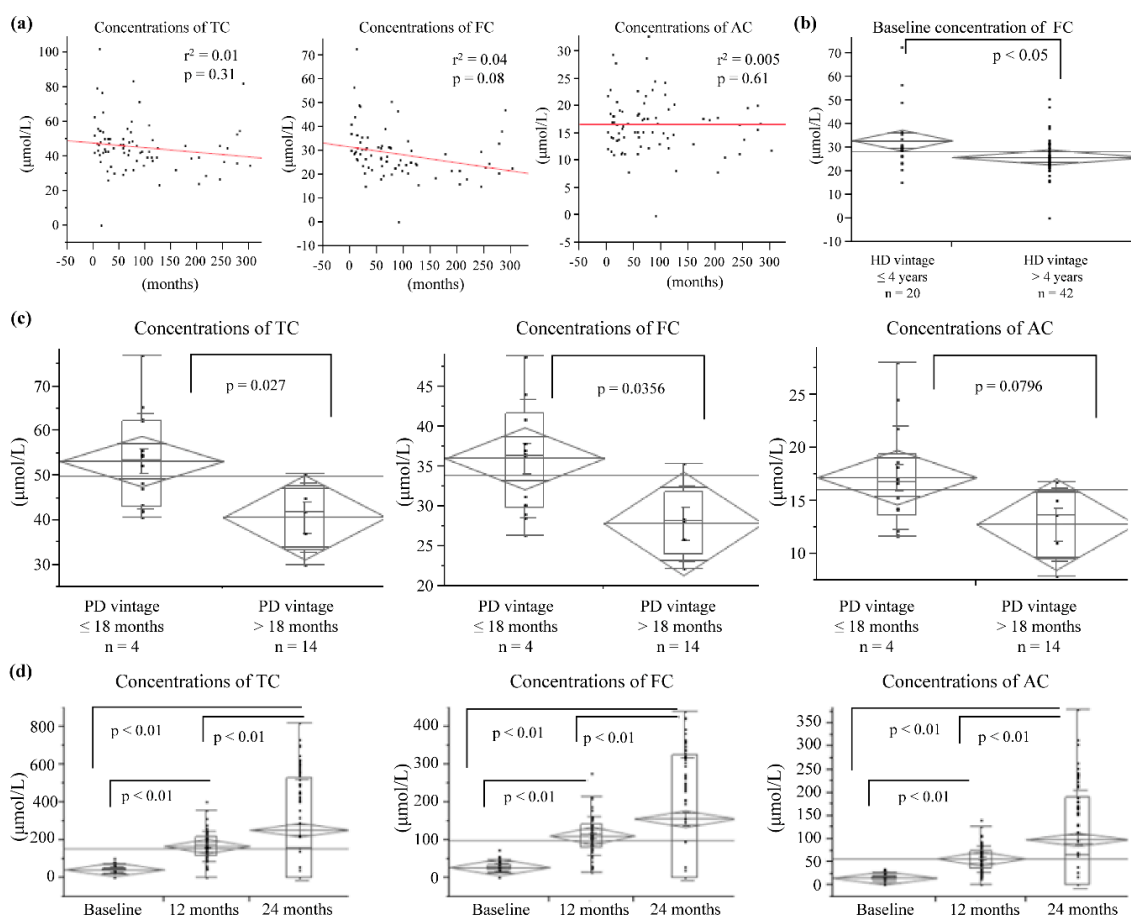 (a)
Concentrations of TC
r² = 0.01
p = 0.31
(μmol/L)
100
80
60
40
20
0
-50 0 50 100 150 200 250 300
(months)
Concentrations of FC
r² = 0.04
p = 0.08
(μmol/L)
70
60
50
40
30
20
10
0
-10
-50 0 50 100 150 200 250 300
(months)
Concentrations of AC
r² = 0.005
p = 0.61
(μmol/L)
30
25
20
15
10
5
0
-5
-50 0 50 100 150 200 250 300
(months)
(b)
Baseline concentration of FC
p < 0.05
(μmol/L)
70
60
50
40
30
20
10
0
-10
HD vintage
≤ 4 years
n = 20
HD vintage
> 4 years
n = 42
(c)
Concentrations of TC
p = 0.027
(μmol/L)
70
60
50
40
30
PD vintage
≤ 18 months
n = 4
PD vintage
> 18 months
n = 14
Concentrations of FC
p = 0.0356
(μmol/L)
45
40
35
30
25
20
PD vintage
≤ 18 months
n = 4
PD vintage
> 18 months
n = 14
Concentrations of AC
p = 0.0796
(μmol/L)
25
20
15
10
PD vintage
≤ 18 months
n = 4
PD vintage
> 18 months
n = 14
(d)
Concentrations of TC
p < 0.01
p < 0.01
p < 0.01
(μmol/L)
800
600
400
200
0
Baseline 12 months 24 months
Concentrations of FC
p < 0.01
p < 0.01
p < 0.01
(μmol/L)
400
300
200
100
0
Baseline 12 months 24 months
Concentrations of AC
p < 0.01
p < 0.01
p < 0.01
(μmol/L)
350
300
250
200
150
100
50
0
Baseline 12 months 24 months